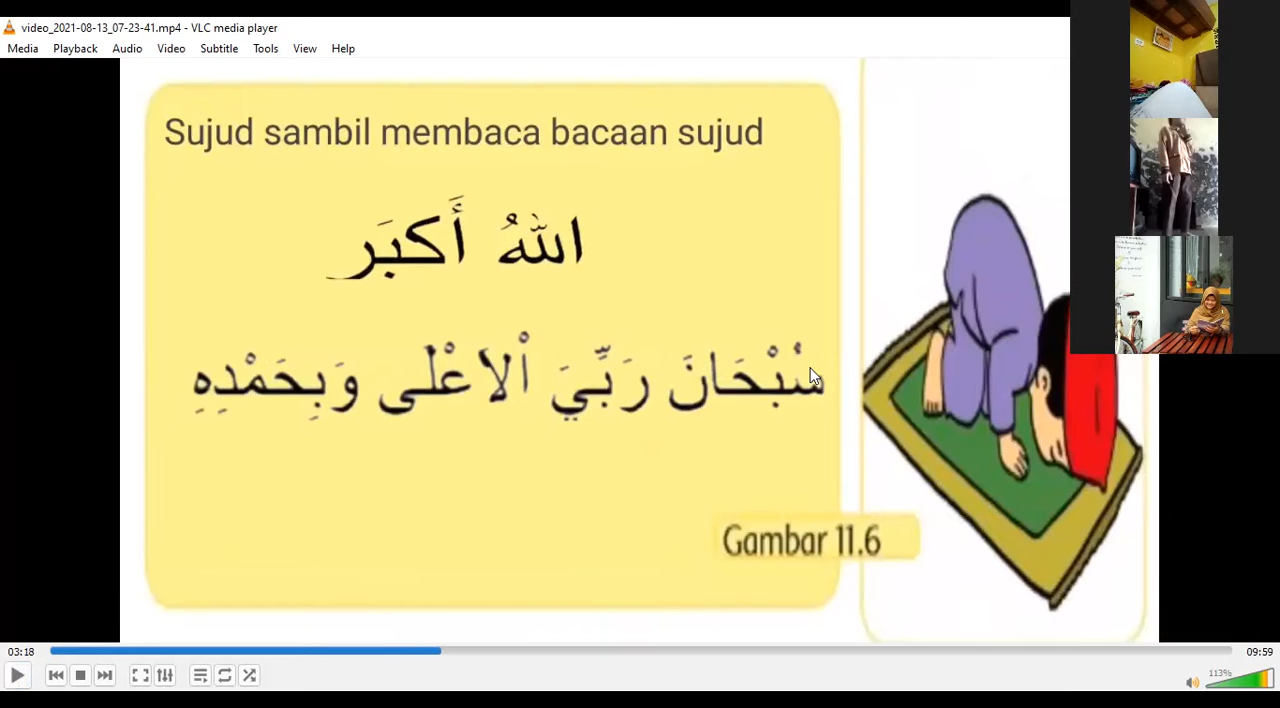 video_2021-08-13_07-23-41.mp4 - VLC media player
Media Playback Audio Video Subtitle Tools View Help
Sujud sambil membaca bacaan sujud
اللهُ أَكبَر
سُبْحَانَ رَبِّيَ اْلاَعْلَى وَبِحَمْدِهِ
Gambar 11.6
03:18
09:59
113%